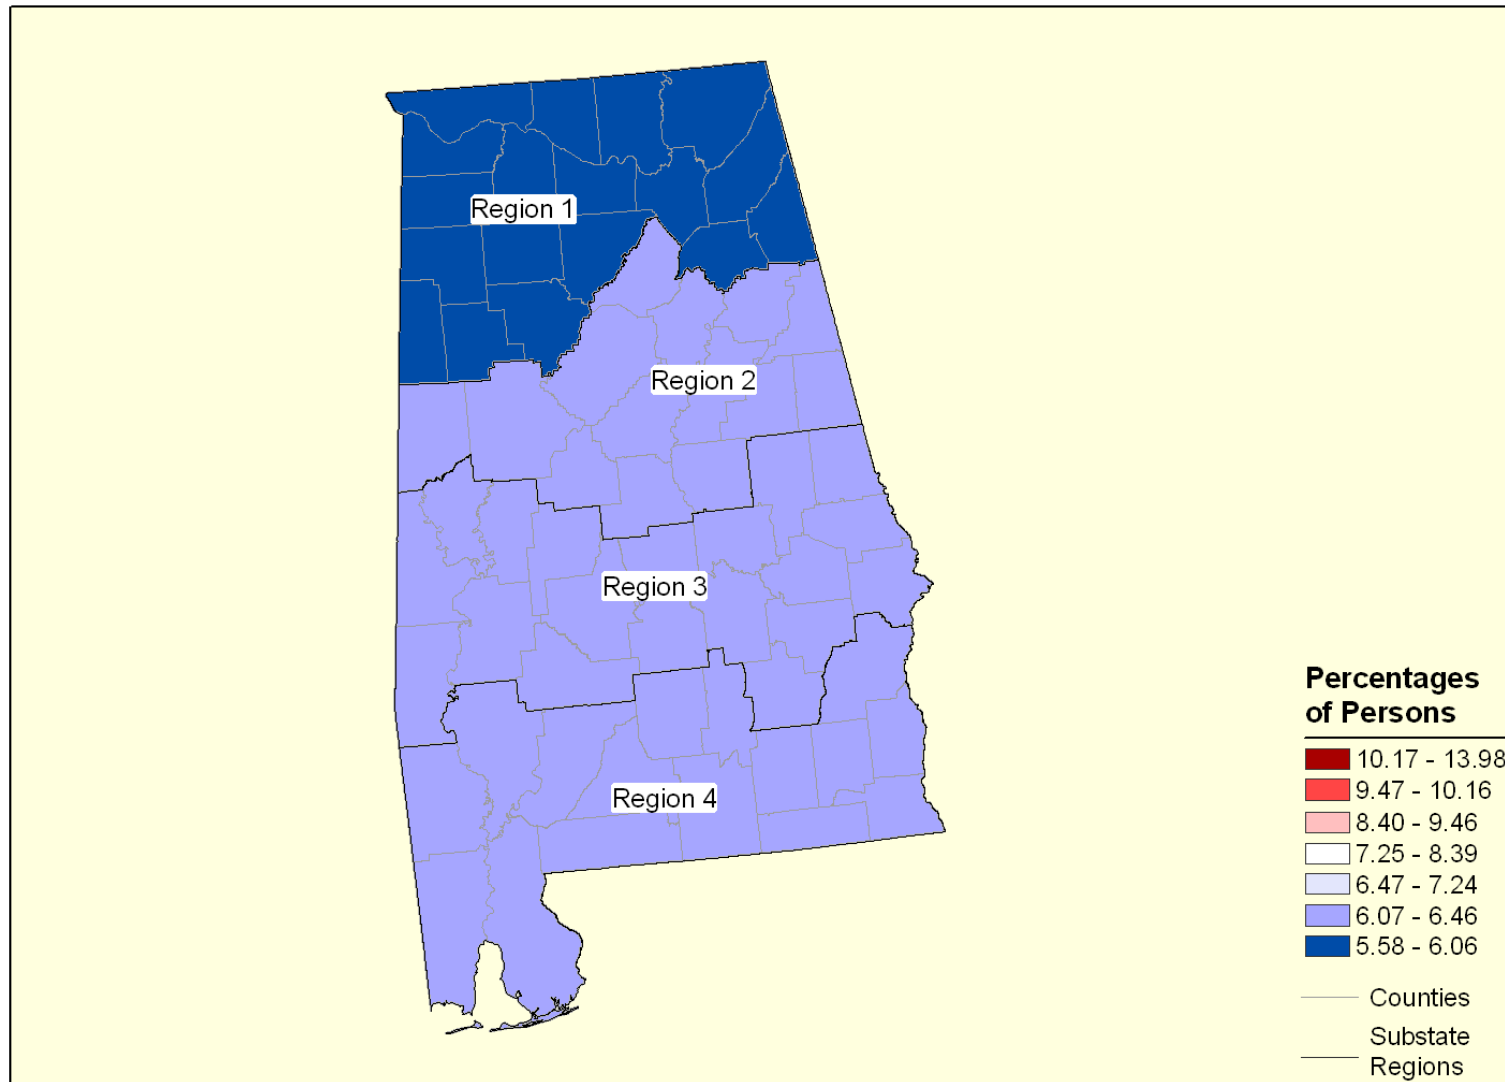 Region 1
Region 2
Region 3
Region 4
Percentages
of Persons
10.17 - 13.98
9.47 - 10.16
8.40 - 9.46
7.25 - 8.39
6.47 - 7.24
6.07 - 6.46
5.58 - 6.06
Counties
Substate
Regions